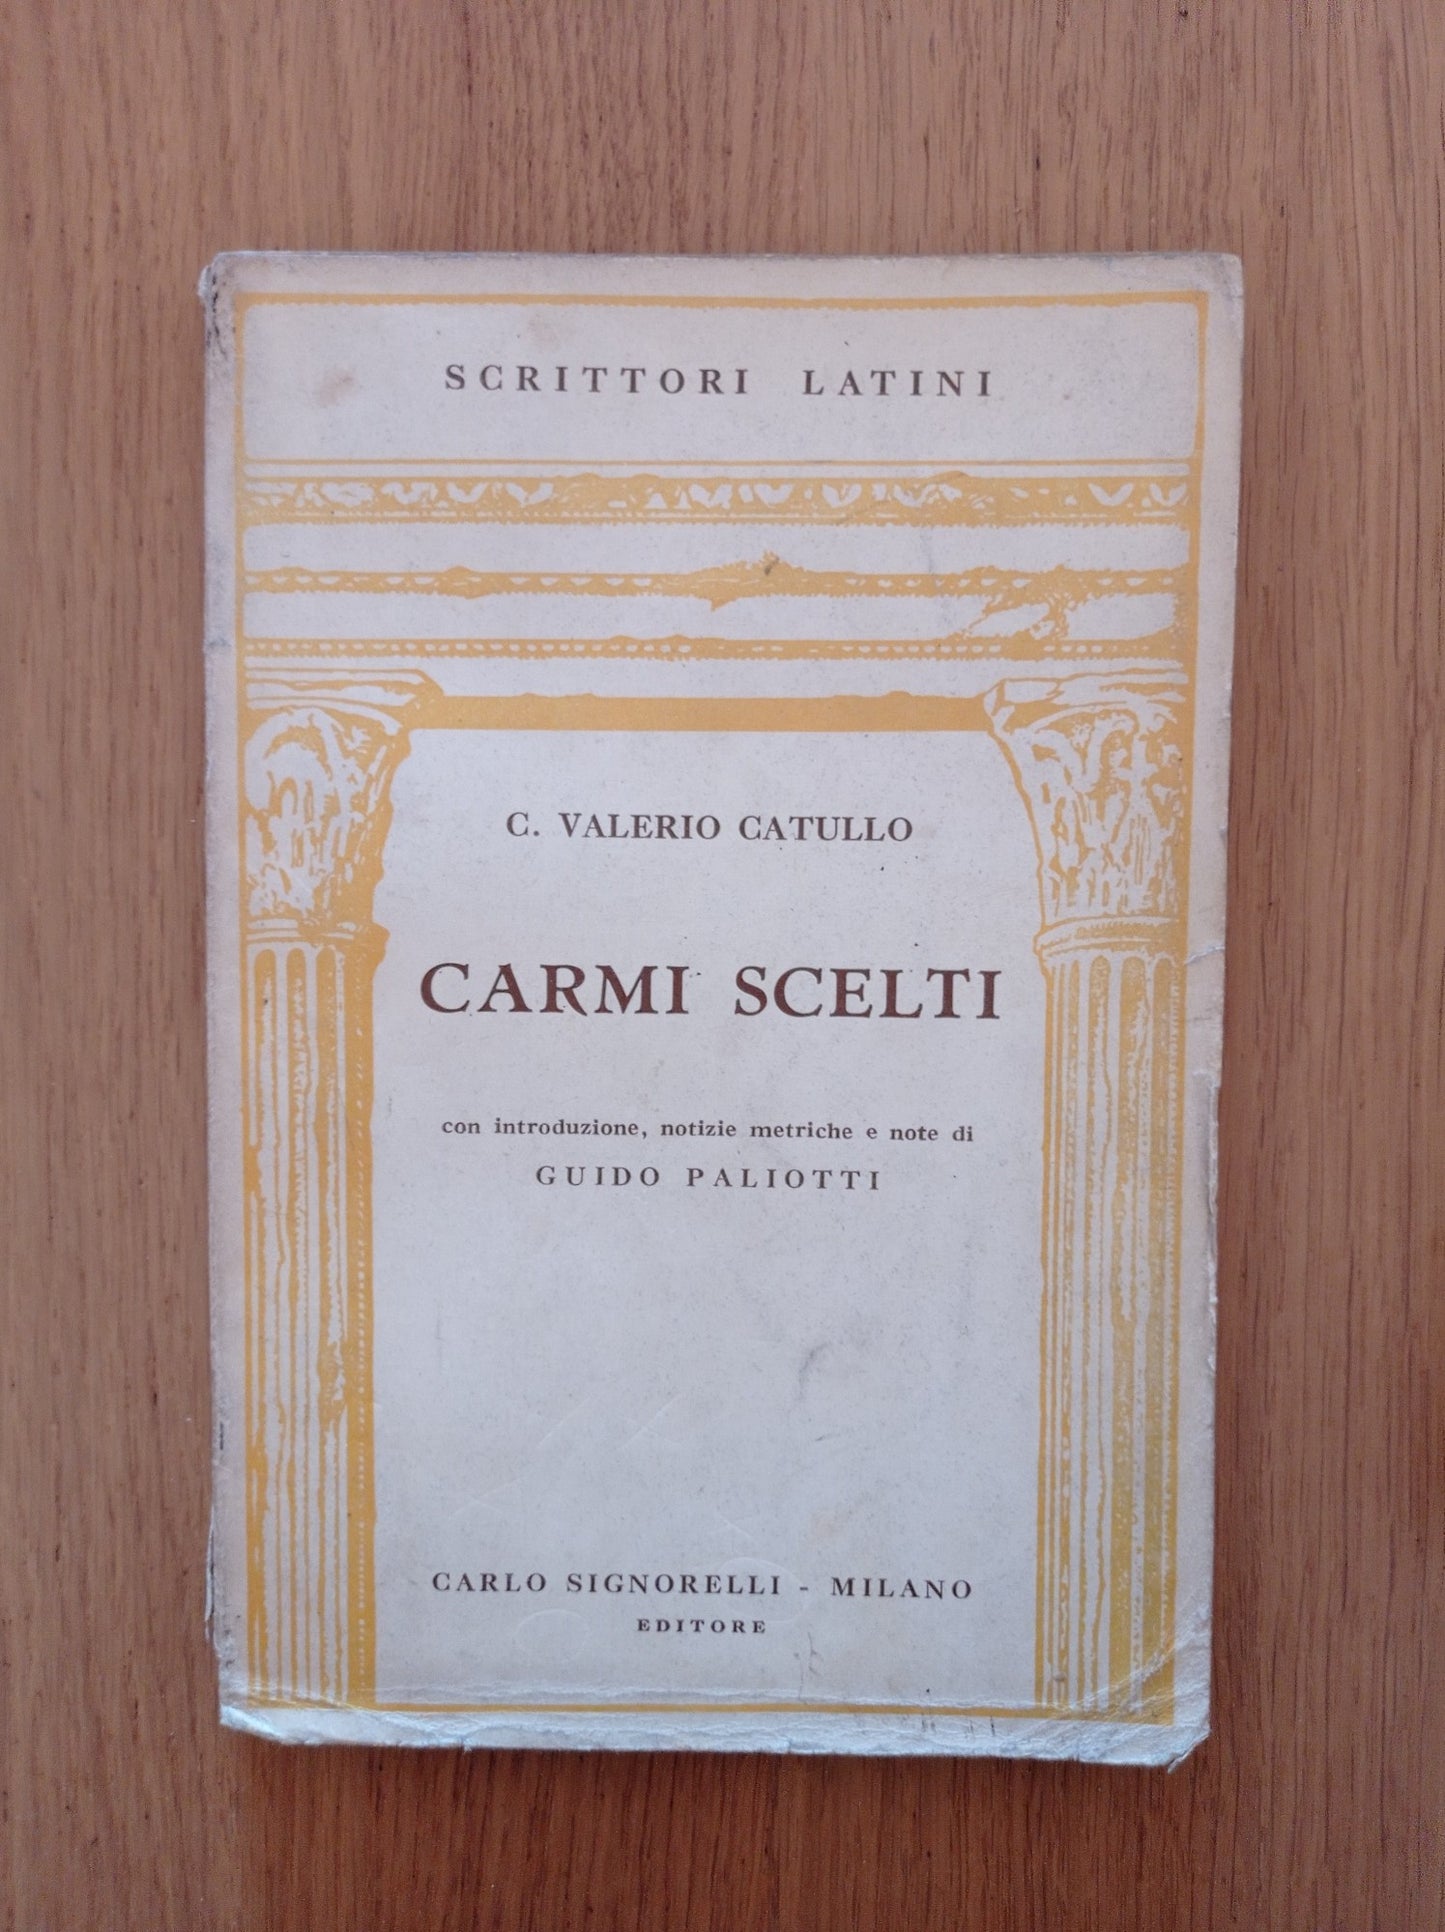 SCRITTORI LATINI
C. VALERIO CATULLO
CARMI SCELTI
con introduzione, notizie metriche e note di
GUIDO PALIOTTI
CARLO SIGNORELLI - MILANO
EDITORE